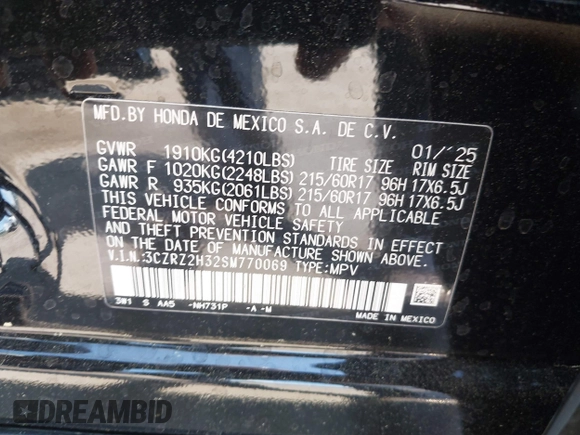 MFD.BY HONDA DE MEXICO S.A. DE C.V.
GVWR 1910KG(4210LBS) TIRE SIZE 01/'25 RIM SIZE
GAWR F 1020KG(2248LBS) 215/60R17 96H 17X6.5J
GAWR R 935KG(2061LBS) 215/60R17 96H 17X6.5J
THIS VEHICLE CONFORMS TO ALL APPLICABLE
FEDERAL MOTOR VEHICLE SAFETY
AND THEFT PREVENTION STANDARDS IN EFFECT
ON THE DATE OF MANUFACTURE SHOWN ABOVE.
V.I.N.:3CZRZ2H32SM770069 TYPE:MPV
301 S AA5 -NH731P -A -M
MADE IN MEXICO
DREAMBID